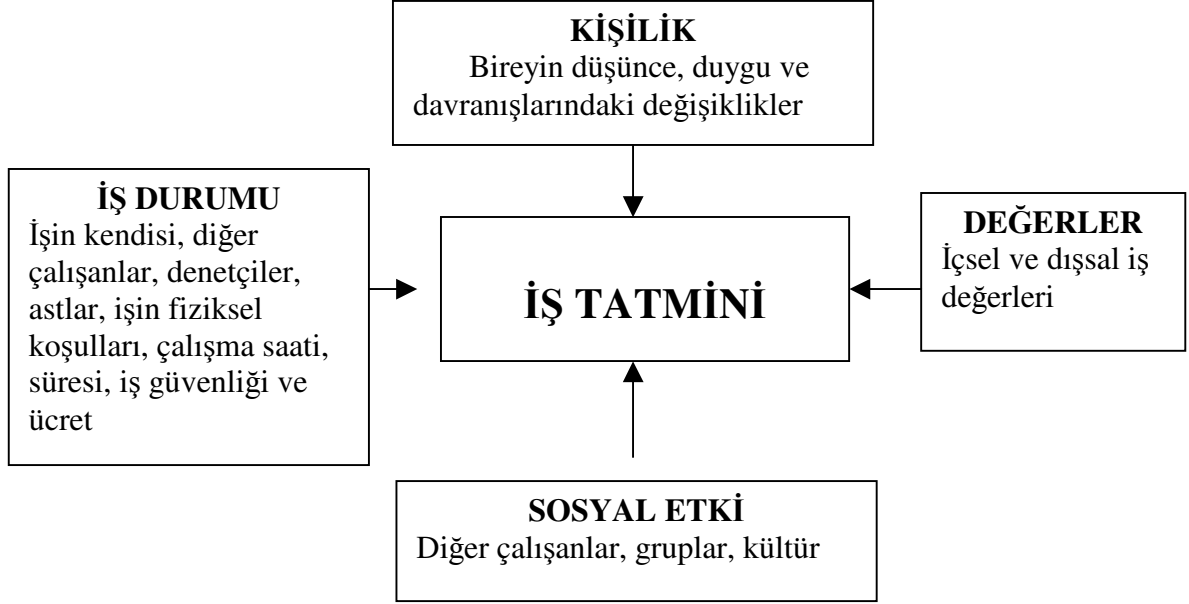 KİŞİLİK
Bireyin düşünce, duygu ve
davranışlarındaki değişiklikler
İŞ DURUMU
İşin kendisi, diğer
çalışanlar, denetçiler,
astlar, işin fiziksel
koşulları, çalışma saati,
süresi, iş güvenliği ve
ücret
İŞ TATMİNİ
DEĞERLER
İçsel ve dışsal iş
değerleri
SOSYAL ETKİ
Diğer çalışanlar, gruplar, kültür